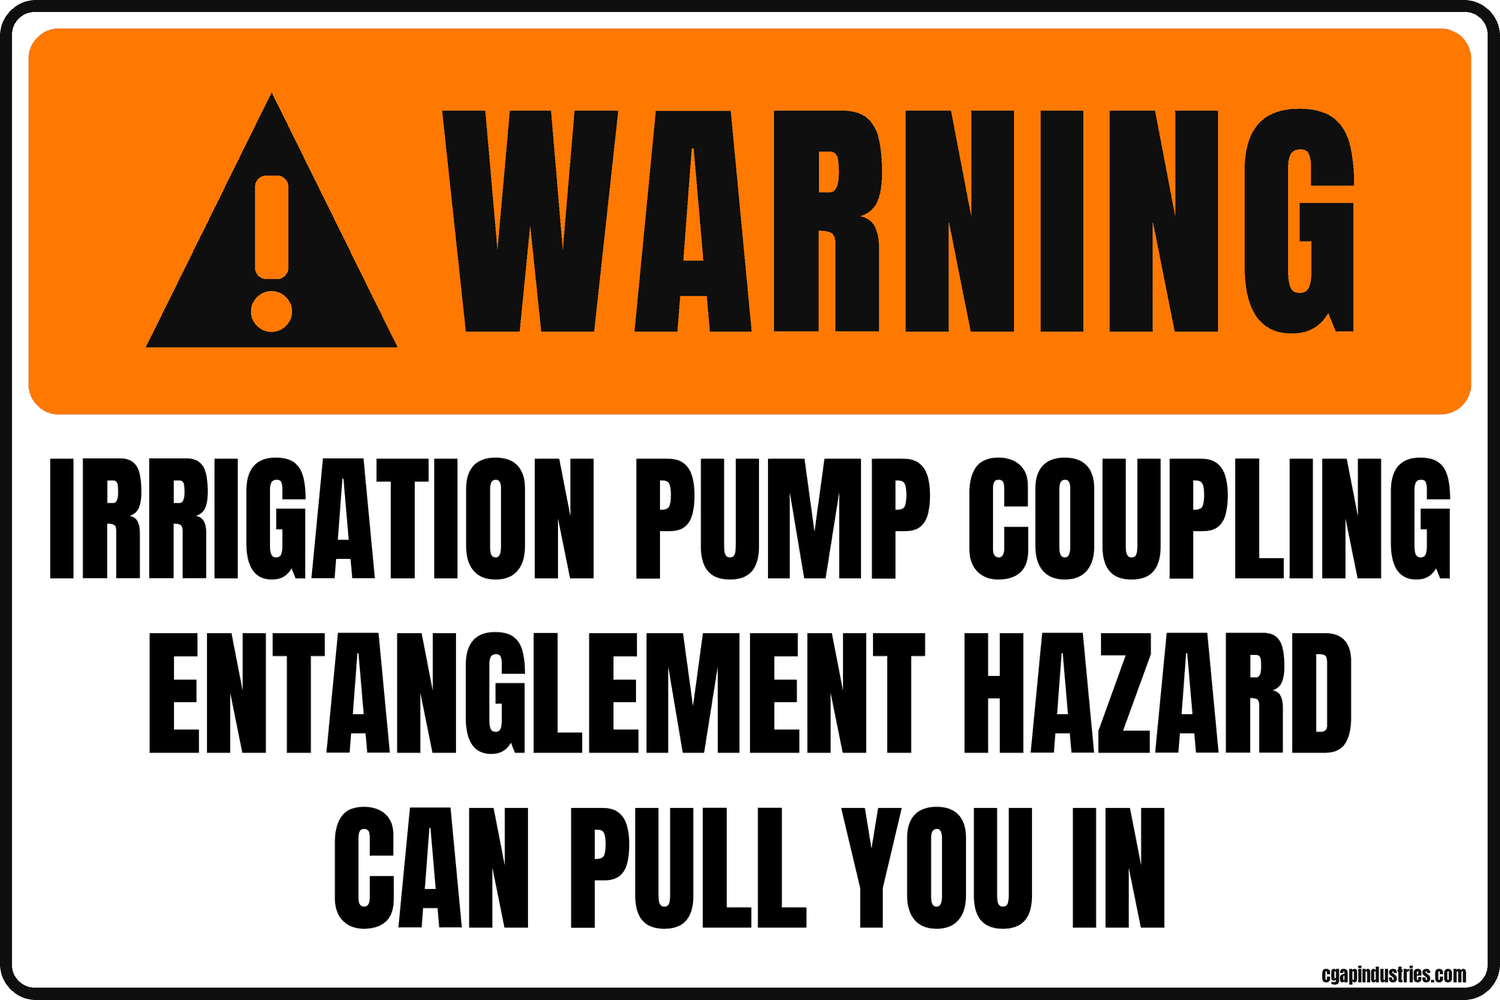 WARNING
IRRIGATION PUMP COUPLING
ENTANGLEMENT HAZARD
CAN PULL YOU IN
cgapindustries.com